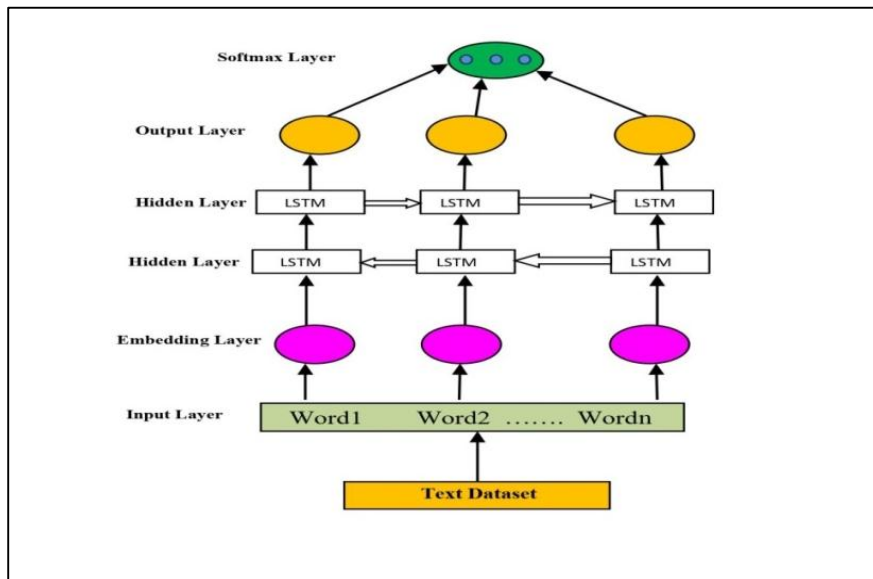 Softmax Layer
Output Layer
Hidden Layer
LSTM
LSTM
LSTM
Hidden Layer
LSTM
LSTM
LSTM
Embedding Layer
Input Layer
Word1 Word2 ....... Wordn
Text Dataset